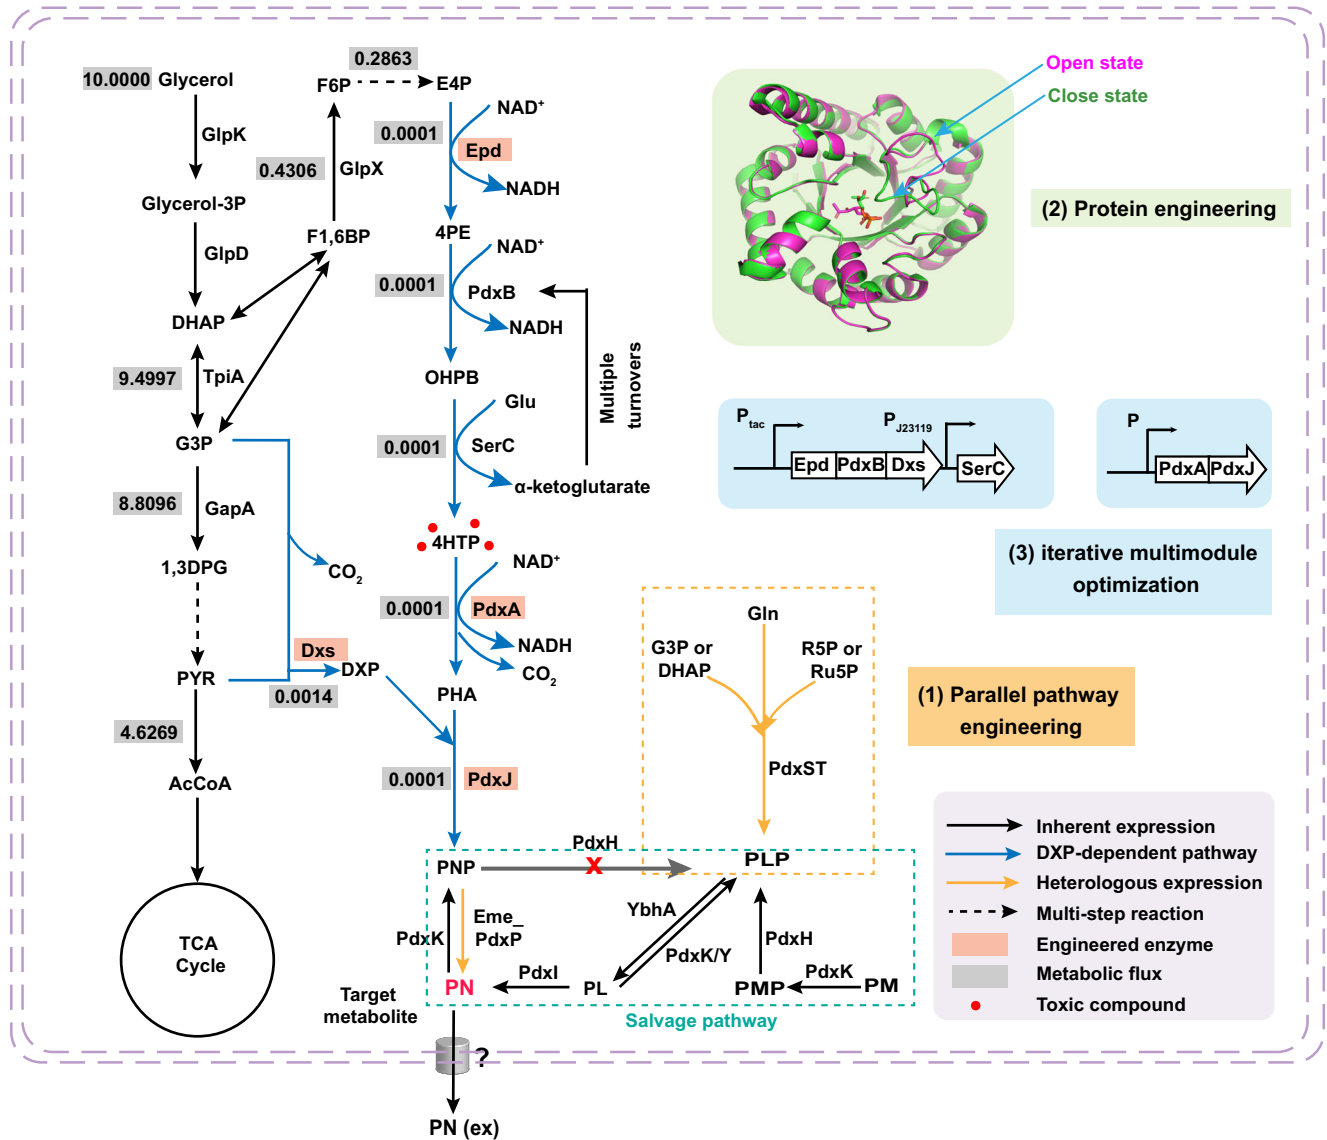 10.0000 Glycerol
GlpK
Glycerol-3P
GlpD
DHAP
9.4997
TpiA
G3P
8.8096
GapA
1,3DPG
PYR
4.6269
AcCoA
TCA
Cycle
F6P
0.2863
E4P
0.4306
GlpX
F1,6BP
CO2
Dxs
DXP
0.0014
NAD+
0.0001
Epd
NADH
4PE
NAD+
0.0001
PdxB
NADH
OHPB
Glu
0.0001
SerC
α-ketoglutarate
Multiple
turnovers
4HTP
NAD+
0.0001
PdxA
NADH
CO2
PHA
0.0001
PdxJ
PNP
PdxH
X
PLP
PdxK
Eme_
PdxP
PN
PdxI
PL
YbhA
PdxK/Y
PdxH
PMP
PdxK
PM
Target
metabolite
Salvage pathway
?
PN (ex)
Gln
G3P or
DHAP
R5P or
Ru5P
PdxST
Open state
Close state
(2) Protein engineering
Ptac
PJ23119
Epd
PdxB
Dxs
SerC
P
PdxA
PdxJ
(3) iterative multimodule
optimization
(1) Parallel pathway
engineering
Inherent expression
DXP-dependent pathway
Heterologous expression
Multi-step reaction
Engineered enzyme
Metabolic flux
Toxic compound